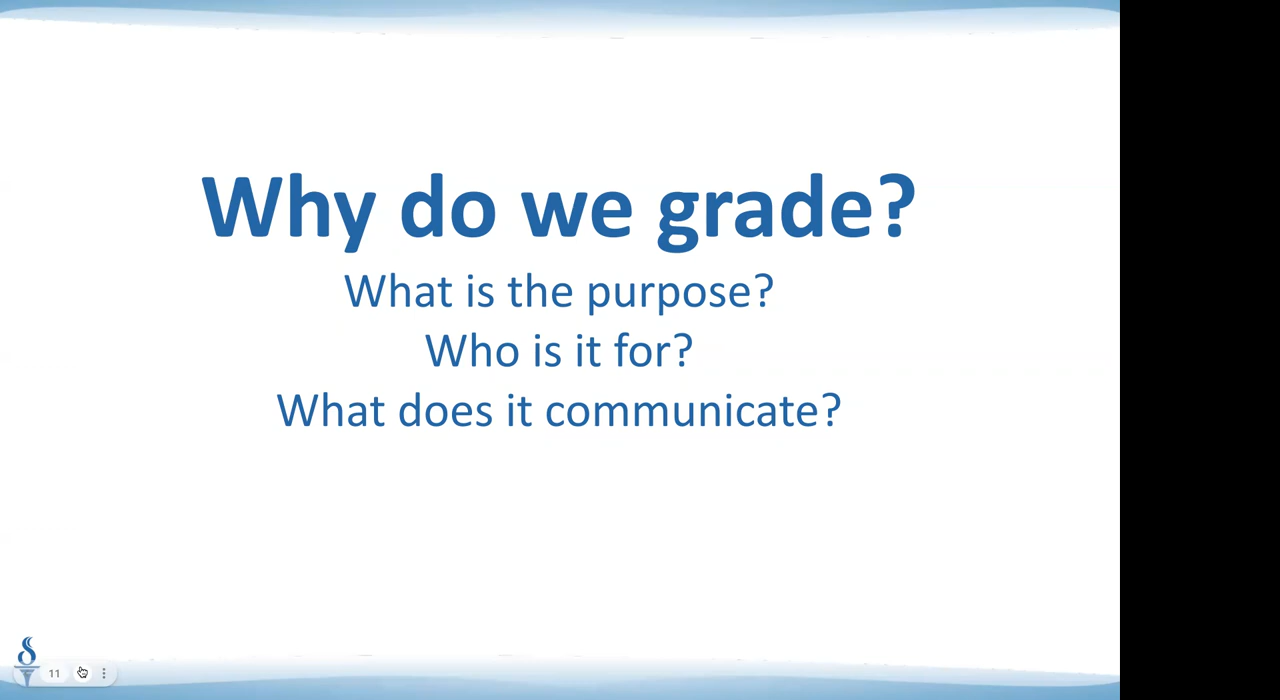 Why do we grade?
What is the purpose?
Who is it for?
What does it communicate?
11